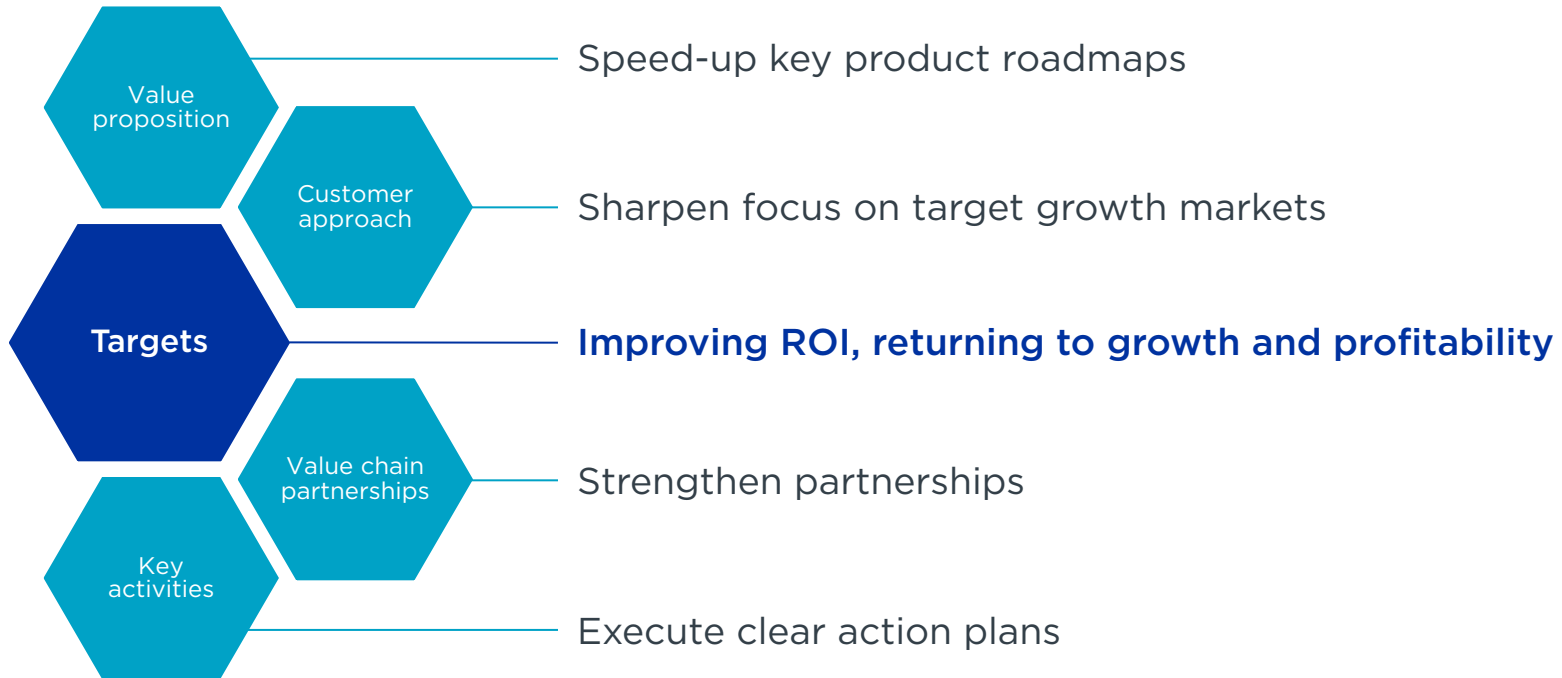 Value
proposition
Speed-up key product roadmaps
Customer
approach
Sharpen focus on target growth markets
Targets
Improving ROI, returning to growth and profitability
Value chain
partnerships
Strengthen partnerships
Key
activities
Execute clear action plans